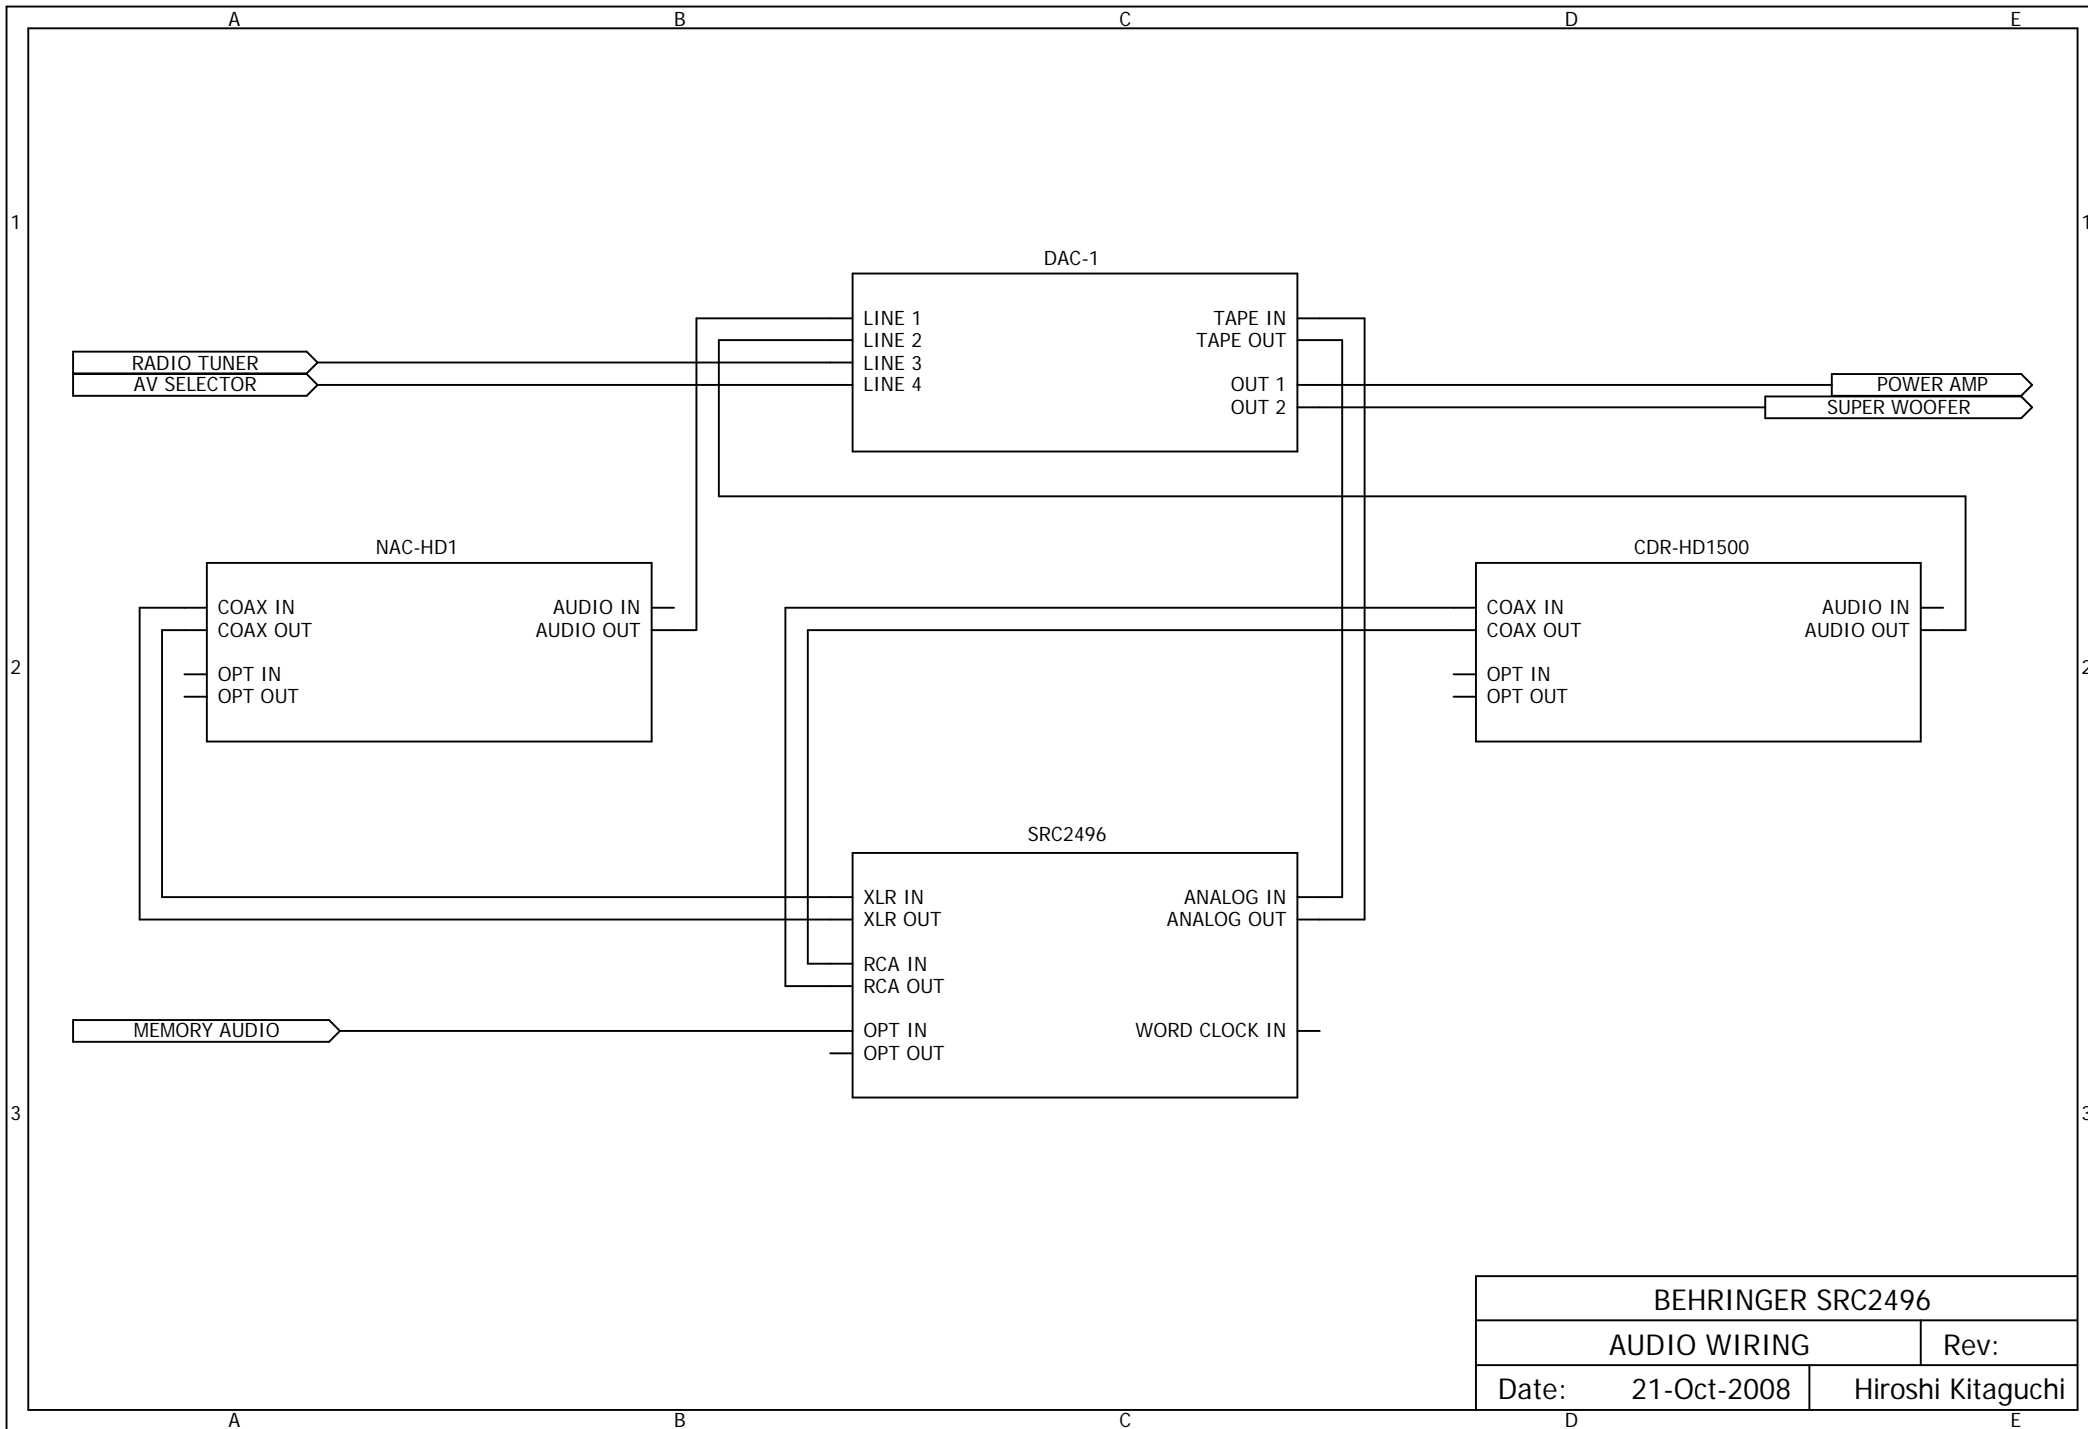 A B C D E
1 1
DAC-1
LINE 1 TAPE IN
LINE 2 TAPE OUT
RADIO TUNER LINE 3
AV SELECTOR LINE 4 OUT 1 POWER AMP
OUT 2 SUPER WOOFER
NAC-HD1 CDR-HD1500
COAX IN AUDIO IN COAX IN AUDIO IN
COAX OUT AUDIO OUT COAX OUT AUDIO OUT
2 OPT IN OPT IN 2
OPT OUT OPT OUT
SRC2496
XLR IN ANALOG IN
XLR OUT ANALOG OUT
RCA IN
RCA OUT
MEMORY AUDIO OPT IN WORD CLOCK IN
OPT OUT
3 3
BEHRINGER SRC2496
AUDIO WIRING Rev:
Date: 21-Oct-2008 Hiroshi Kitaguchi
A B C D E